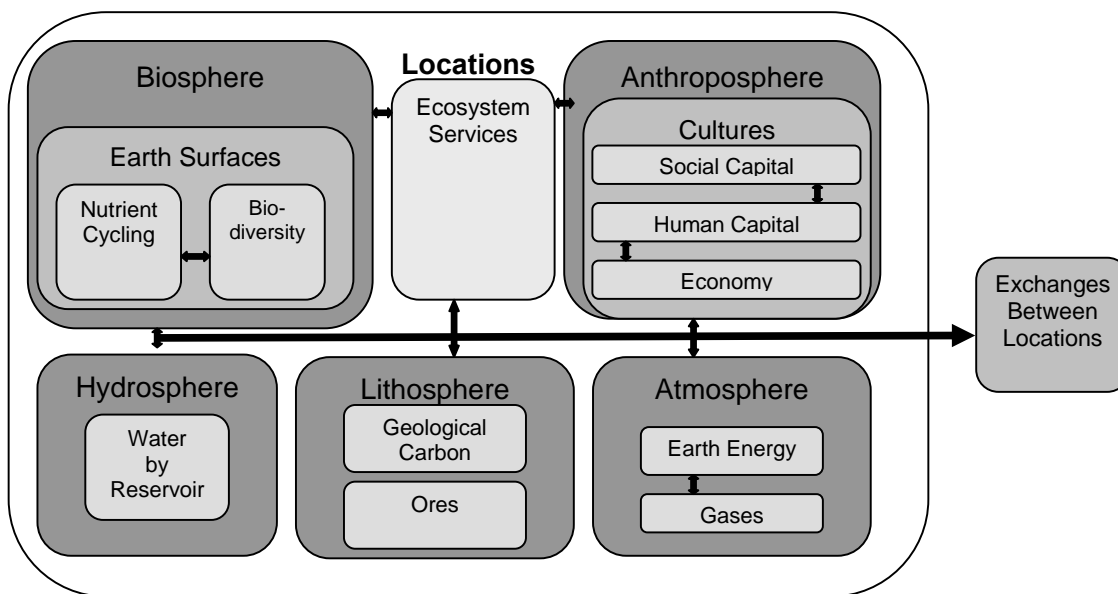 Locations
Biosphere
Earth Surfaces
Nutrient
Cycling
Bio-
diversity
Ecosystem
Services
Anthroposphere
Cultures
Social Capital
Human Capital
Economy
Exchanges
Between
Locations
Hydrosphere
Water
by
Reservoir
Lithosphere
Geological
Carbon
Ores
Atmosphere
Earth Energy
Gases